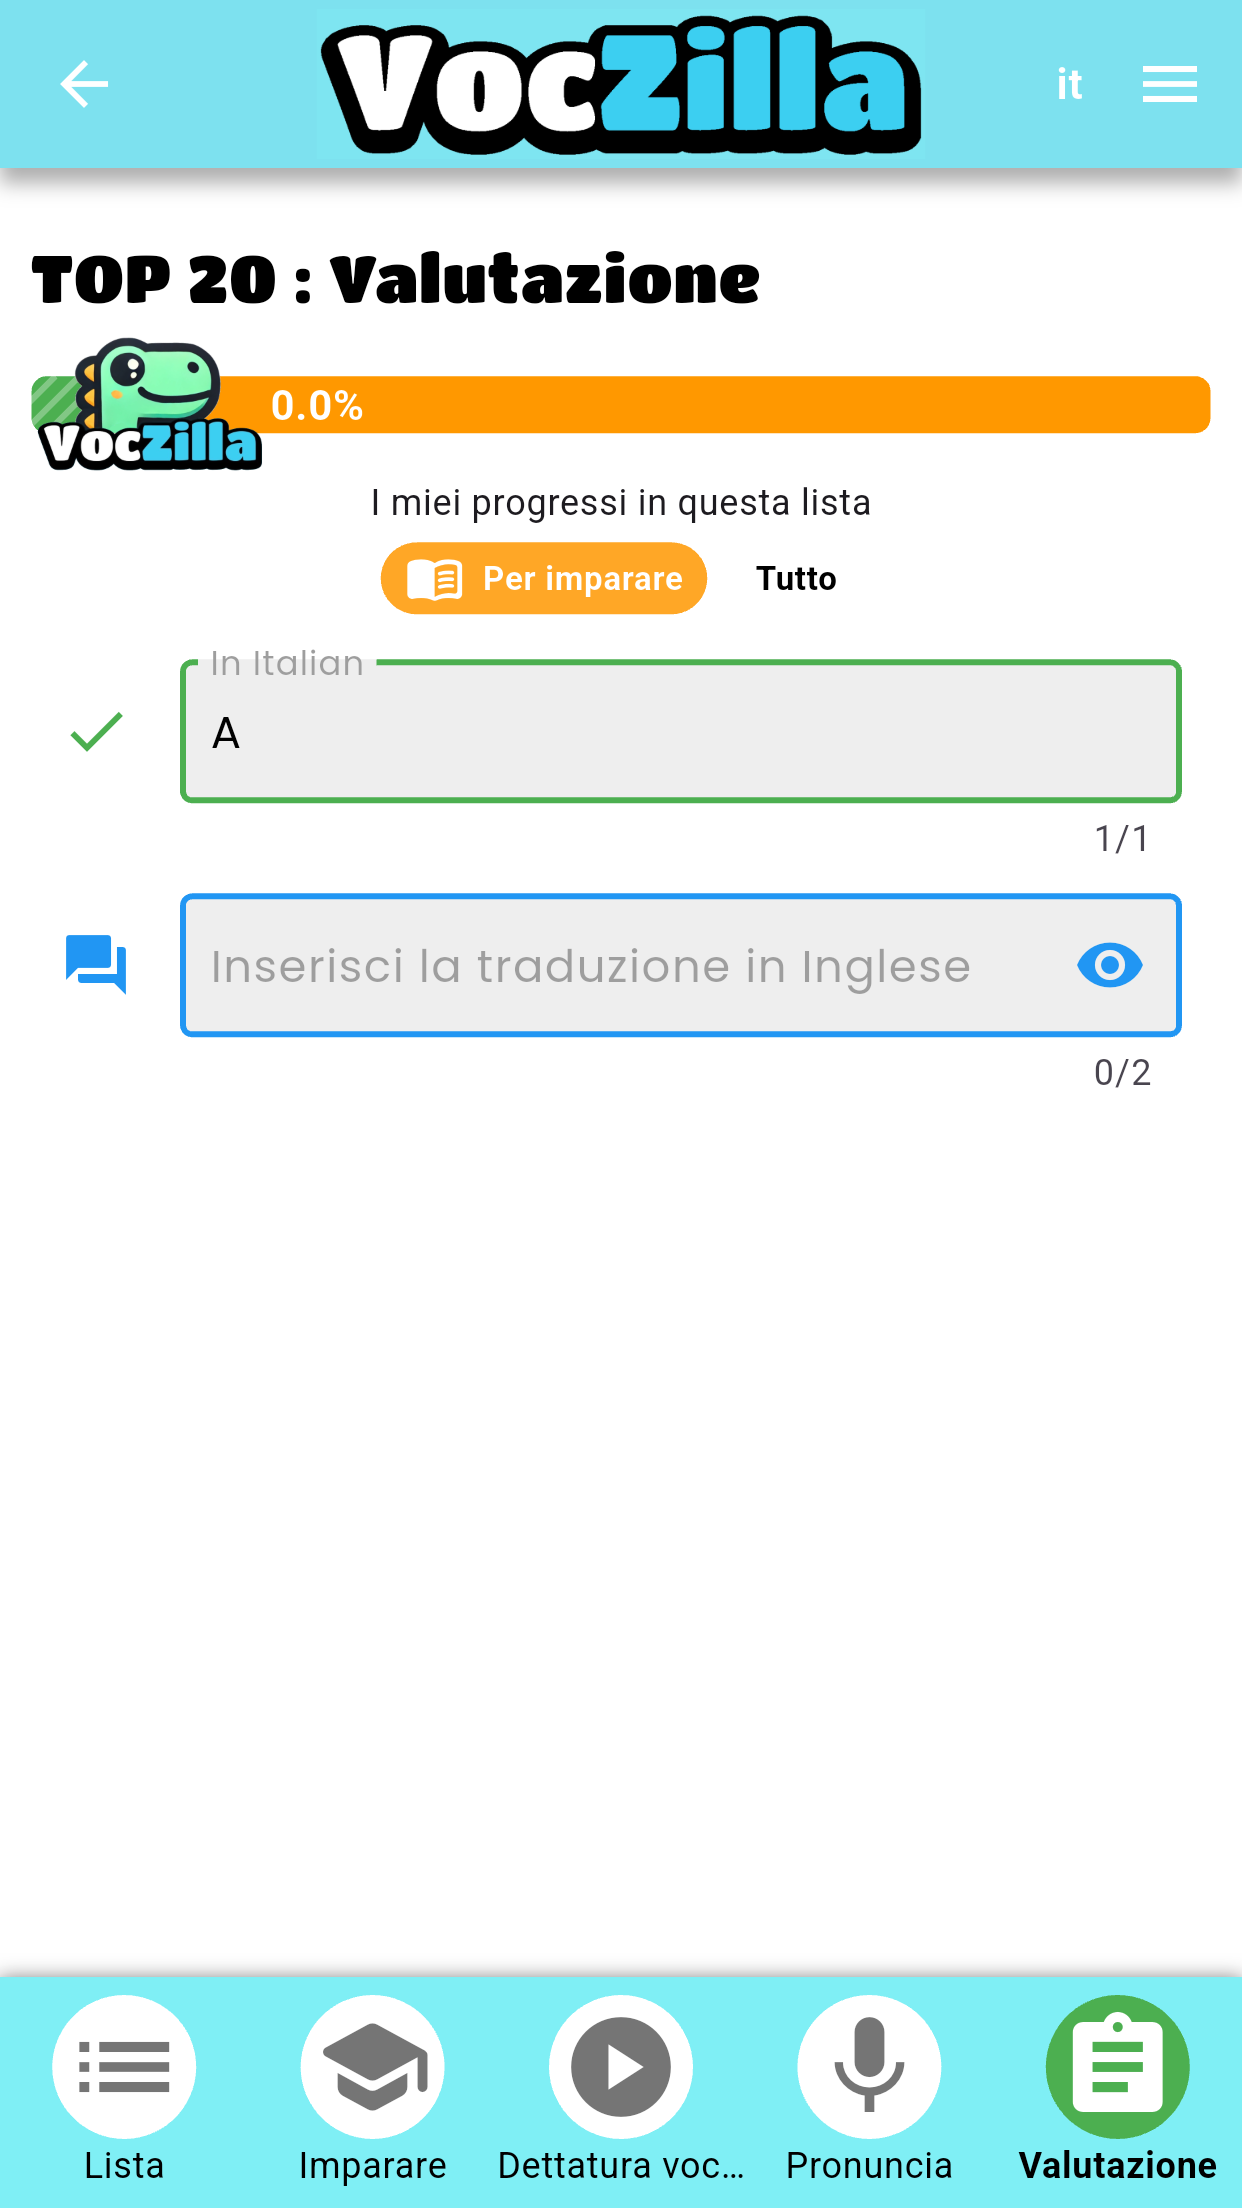 VocZilla
it
TOP 20 : Valutazione
0.0%
VocZilla
I miei progressi in questa lista
Per imparare
Tutto
In Italian
A
1/1
Inserisci la traduzione in Inglese
0/2
Lista
Imparare
Dettatura voc...
Pronuncia
Valutazione